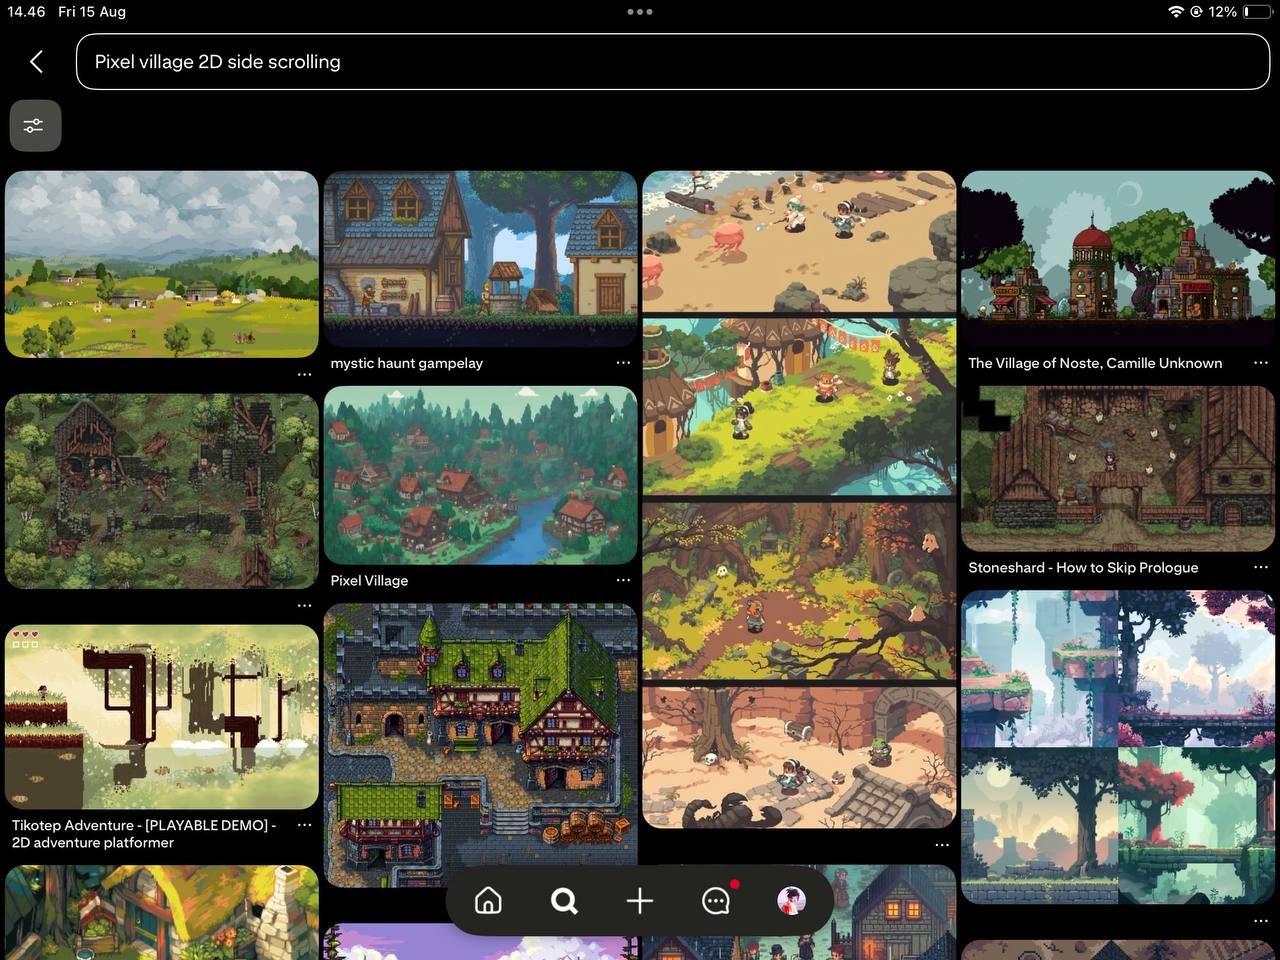 14.46 Fri 15 Aug
12%
Pixel village 2D side scrolling
mystic haunt gampelay
The Village of Noste, Camille Unknown
Pixel Village
Stoneshard - How to Skip Prologue
Tikotep Adventure - [PLAYABLE DEMO] -
2D adventure platformer